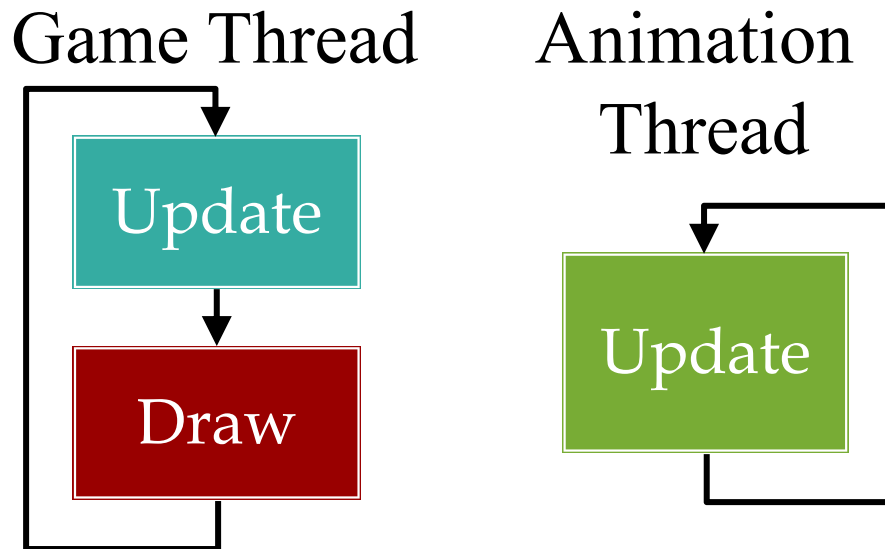 Game Thread
Update
Draw
Animation
Thread
Update